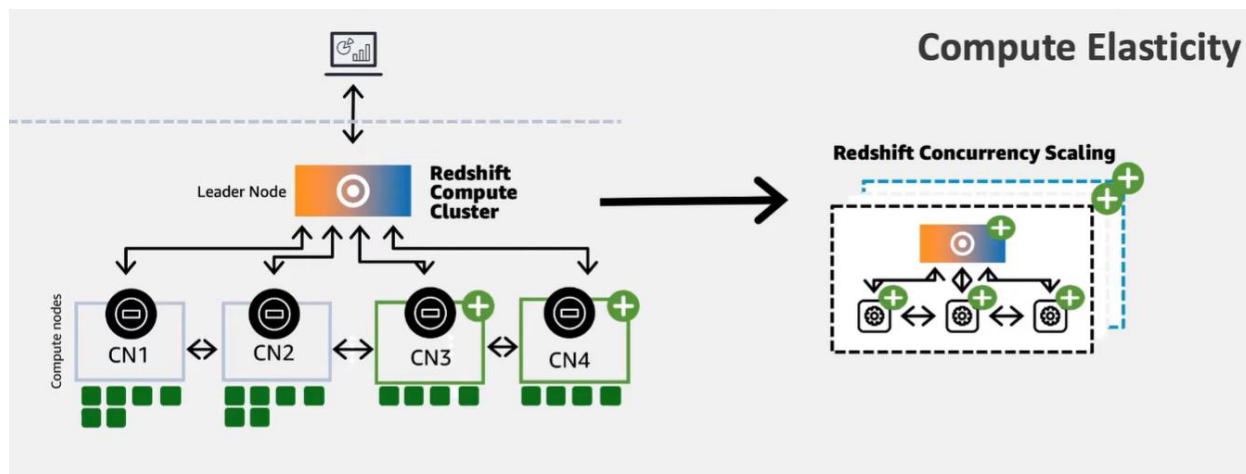 Compute Elasticity
Leader Node
Redshift
Compute
Cluster
Redshift Concurrency Scaling
Compute nodes
CN1
CN2
CN3
CN4